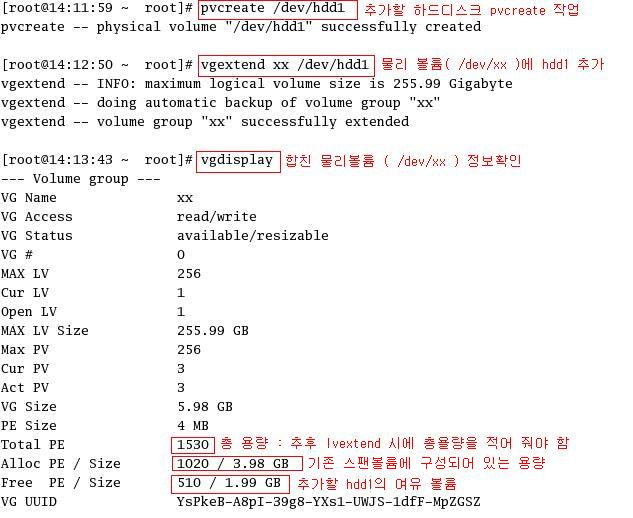 [root@14:11:59 ~ root]# pvcreate /dev/hdd1 추가할 하드디스크 pvcreate 작업
pvcreate -- physical volume "/dev/hdd1" successfully created
[root@14:12:50 ~ root]# vgextend xx /dev/hdd1 물리 볼륨( /dev/xx )에 hdd1 추가
vgextend -- INFO: maximum logical volume size is 255.99 Gigabyte
vgextend -- doing automatic backup of volume group "xx"
vgextend -- volume group "xx" successfully extended
[root@14:13:43 ~ root]# vgdisplay 합친 물리볼륨 ( /dev/xx ) 정보확인
--- Volume group ---
VG Name xx
VG Access read/write
VG Status available/resizable
VG # 0
MAX LV 256
Cur LV 1
Open LV 1
MAX LV Size 255.99 GB
Max PV 256
Cur PV 3
Act PV 3
VG Size 5.98 GB
PE Size 4 MB
Total PE 1530 총 용량 : 추후 lvextend 시에 총욜량을 적어 줘야 함
Alloc PE / Size 1020 / 3.98 GB 기존 스팬볼륨에 구성되어 있는 용량
Free PE / Size 510 / 1.99 GB 추가할 hdd1의 여유 볼륨
VG UUID YsPkeB-A8pI-39g8-YXs1-UWJS-1dfF-MpZGSZ